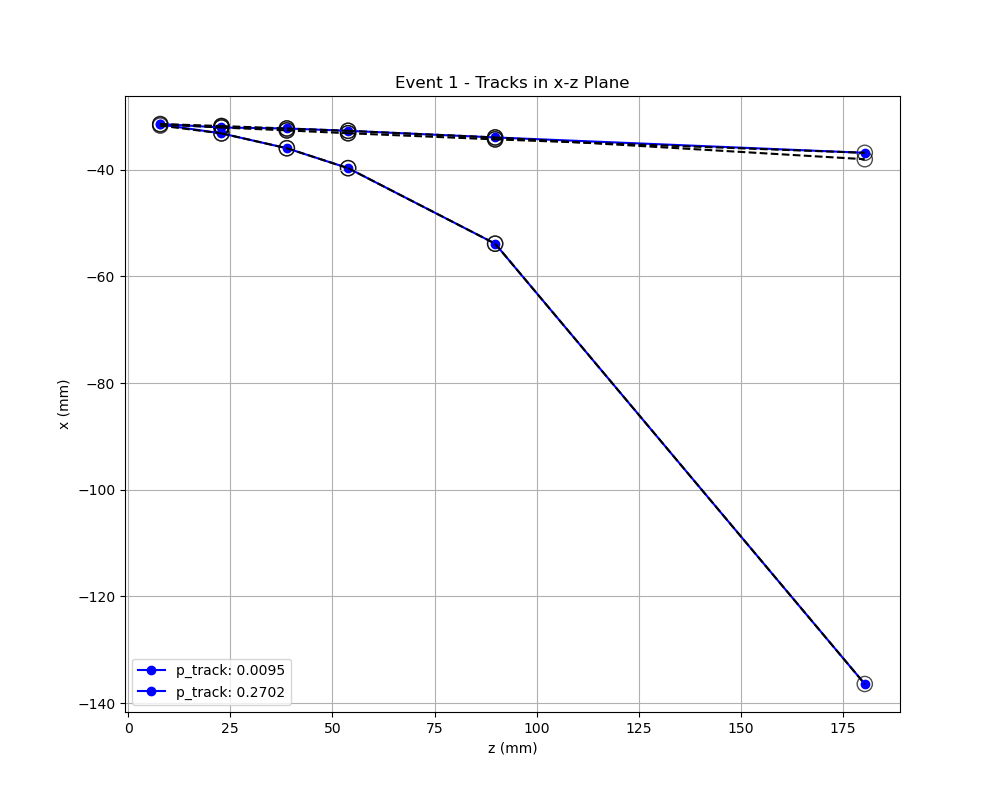 Event 1 - Tracks in x-z Plane
x (mm)
−40
−60
−80
−100
−120
−140
p_track: 0.0095
p_track: 0.2702
0 25 50 75 100 125 150 175
z (mm)